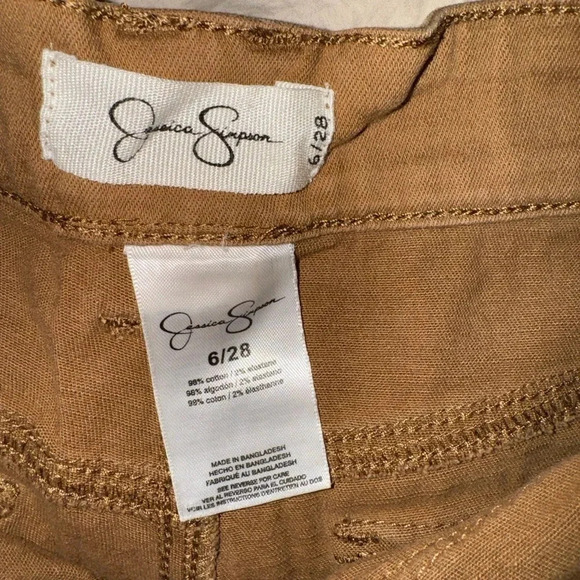 Jessica Simpson
6/28
Jessica Simpson
6/28
98% cotton / 2% elastane
98% algodón / 2% elastano
98% coton / 2% élasthanne
MADE IN BANGLADESH
HECHO EN BANGLADESH
FABRIQUÉ AU BANGLADESH
SEE REVERSE FOR CARE
VER AL REVERSO PARA EL CUIDADO
VOIR LES INSTRUCTIONS D'ENTRETIEN AU DOS